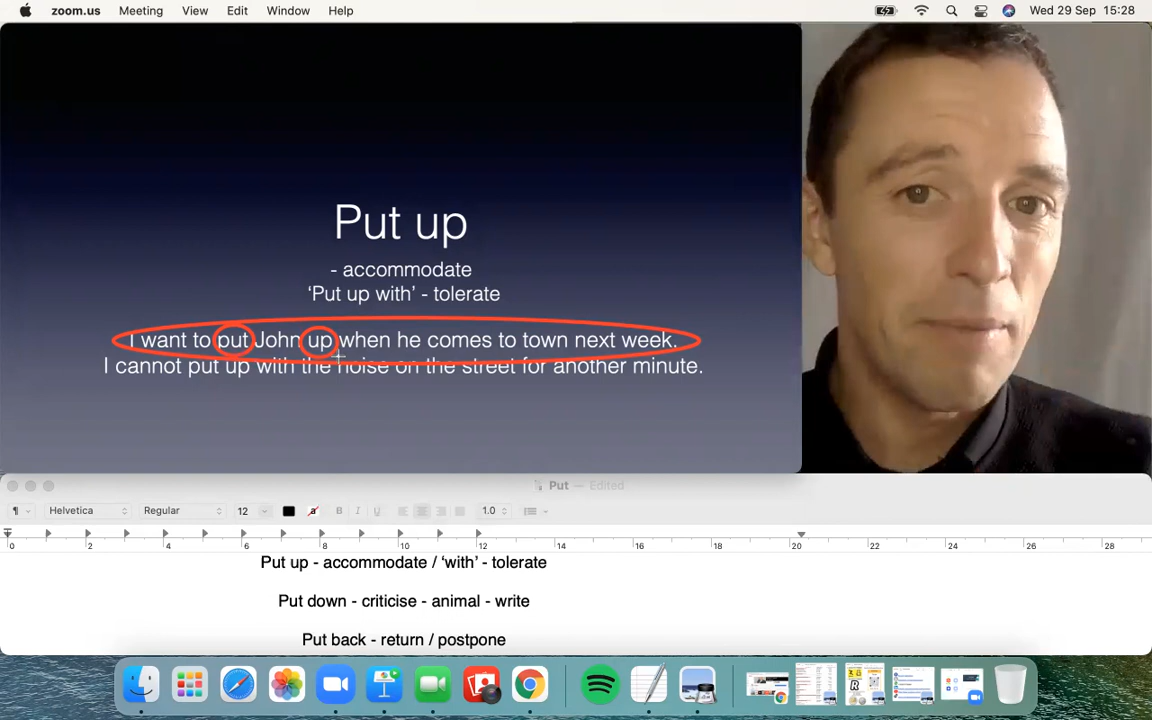 zoom.us Meeting View Edit Window Help Wed 29 Sep 15:28
Put up
- accommodate
‘Put up with’ - tolerate
I want to put John up when he comes to town next week.
I cannot put up with the noise on the street for another minute.
Put — Edited
¶ Helvetica Regular 12 a B I U 1.0
0 2 4 6 8 10 12 14 16 18 20 22 24 26 28
Put up - accommodate / ‘with’ - tolerate
Put down - criticise - animal - write
Put back - return / postpone